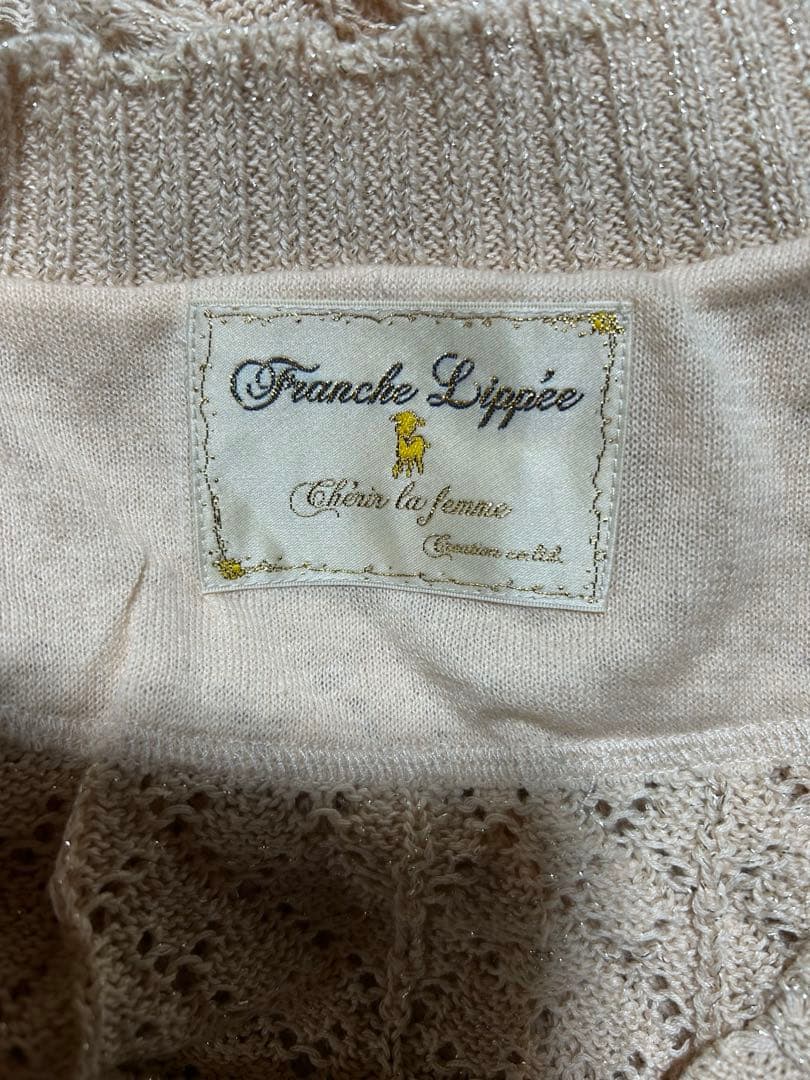 Franche Lippée
Chérir la femme
Creation co.ltd.